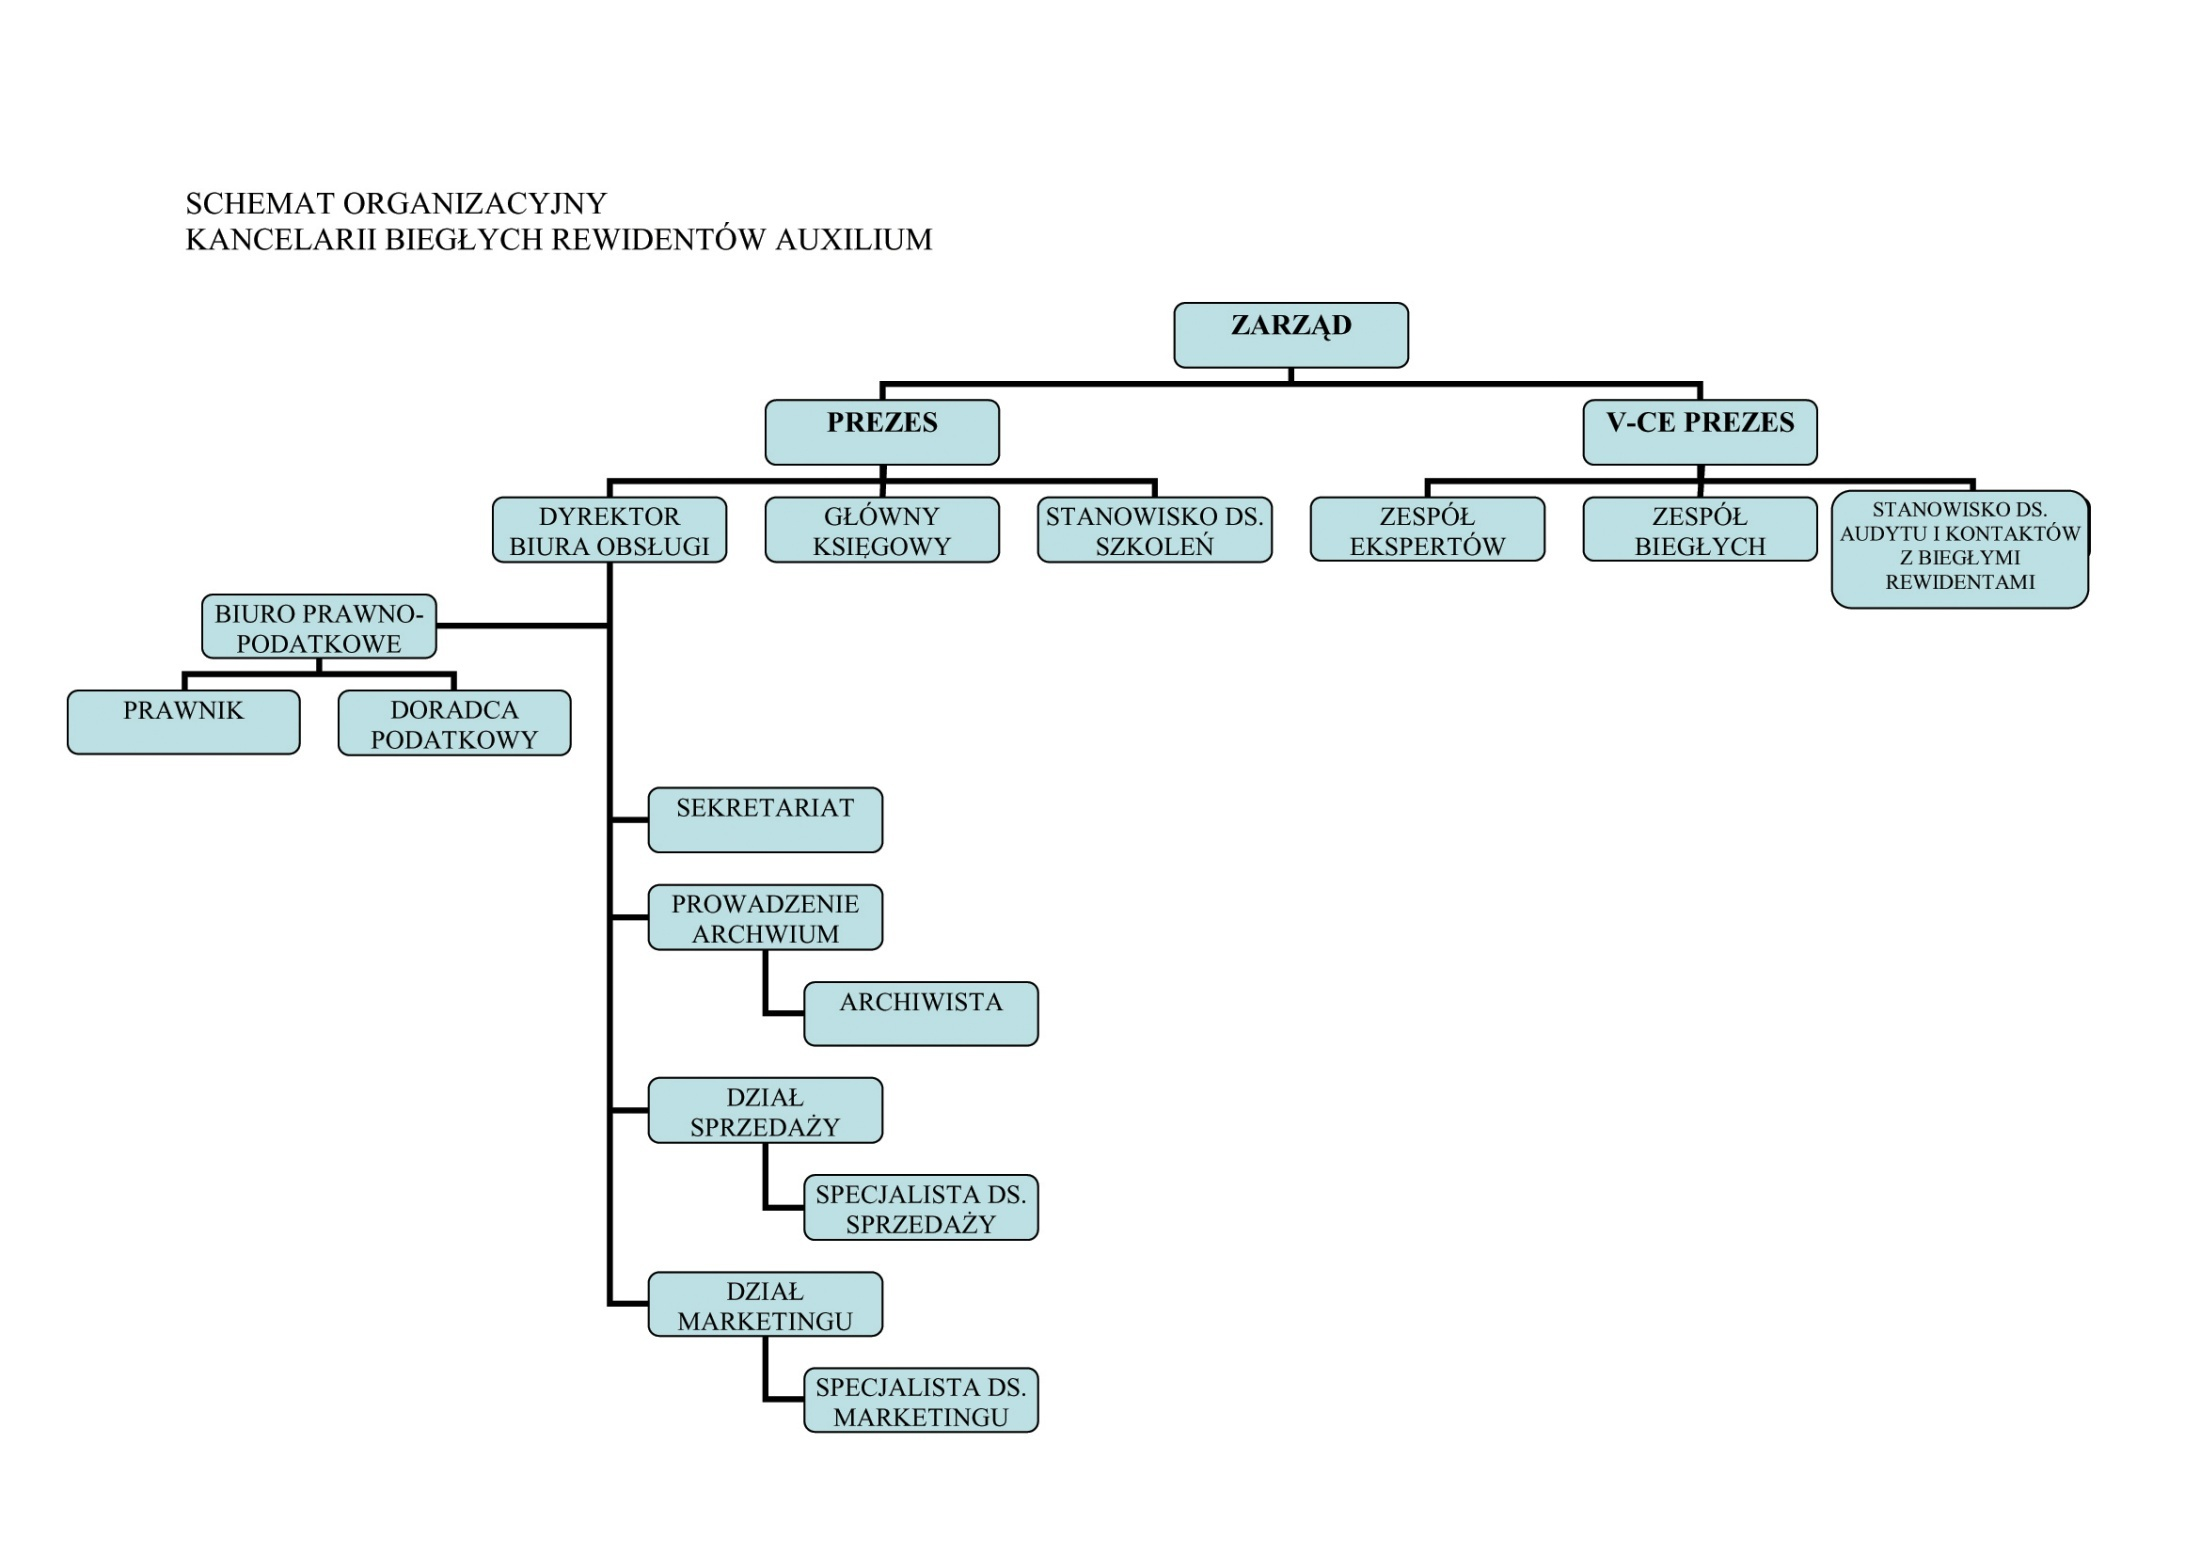 SCHEMAT ORGANIZACYJNY
KANCELARII BIEGŁYCH REWIDENTÓW AUXILIUM
ZARZĄD
PREZES
V-CE PREZES
DYREKTOR
BIURA OBSŁUGI
GŁÓWNY
KSIĘGOWY
STANOWISKO DS.
SZKOLEŃ
ZESPÓŁ
EKSPERTÓW
ZESPÓŁ
BIEGŁYCH
STANOWISKO DS.
AUDYTU I KONTAKTÓW
Z BIEGŁYMI
REWIDENTAMI
BIURO PRAWNO-
PODATKOWE
PRAWNIK
DORADCA
PODATKOWY
SEKRETARIAT
PROWADZENIE
ARCHWIUM
ARCHIWISTA
DZIAŁ
SPRZEDAŻY
SPECJALISTA DS.
SPRZEDAŻY
DZIAŁ
MARKETINGU
SPECJALISTA DS.
MARKETINGU